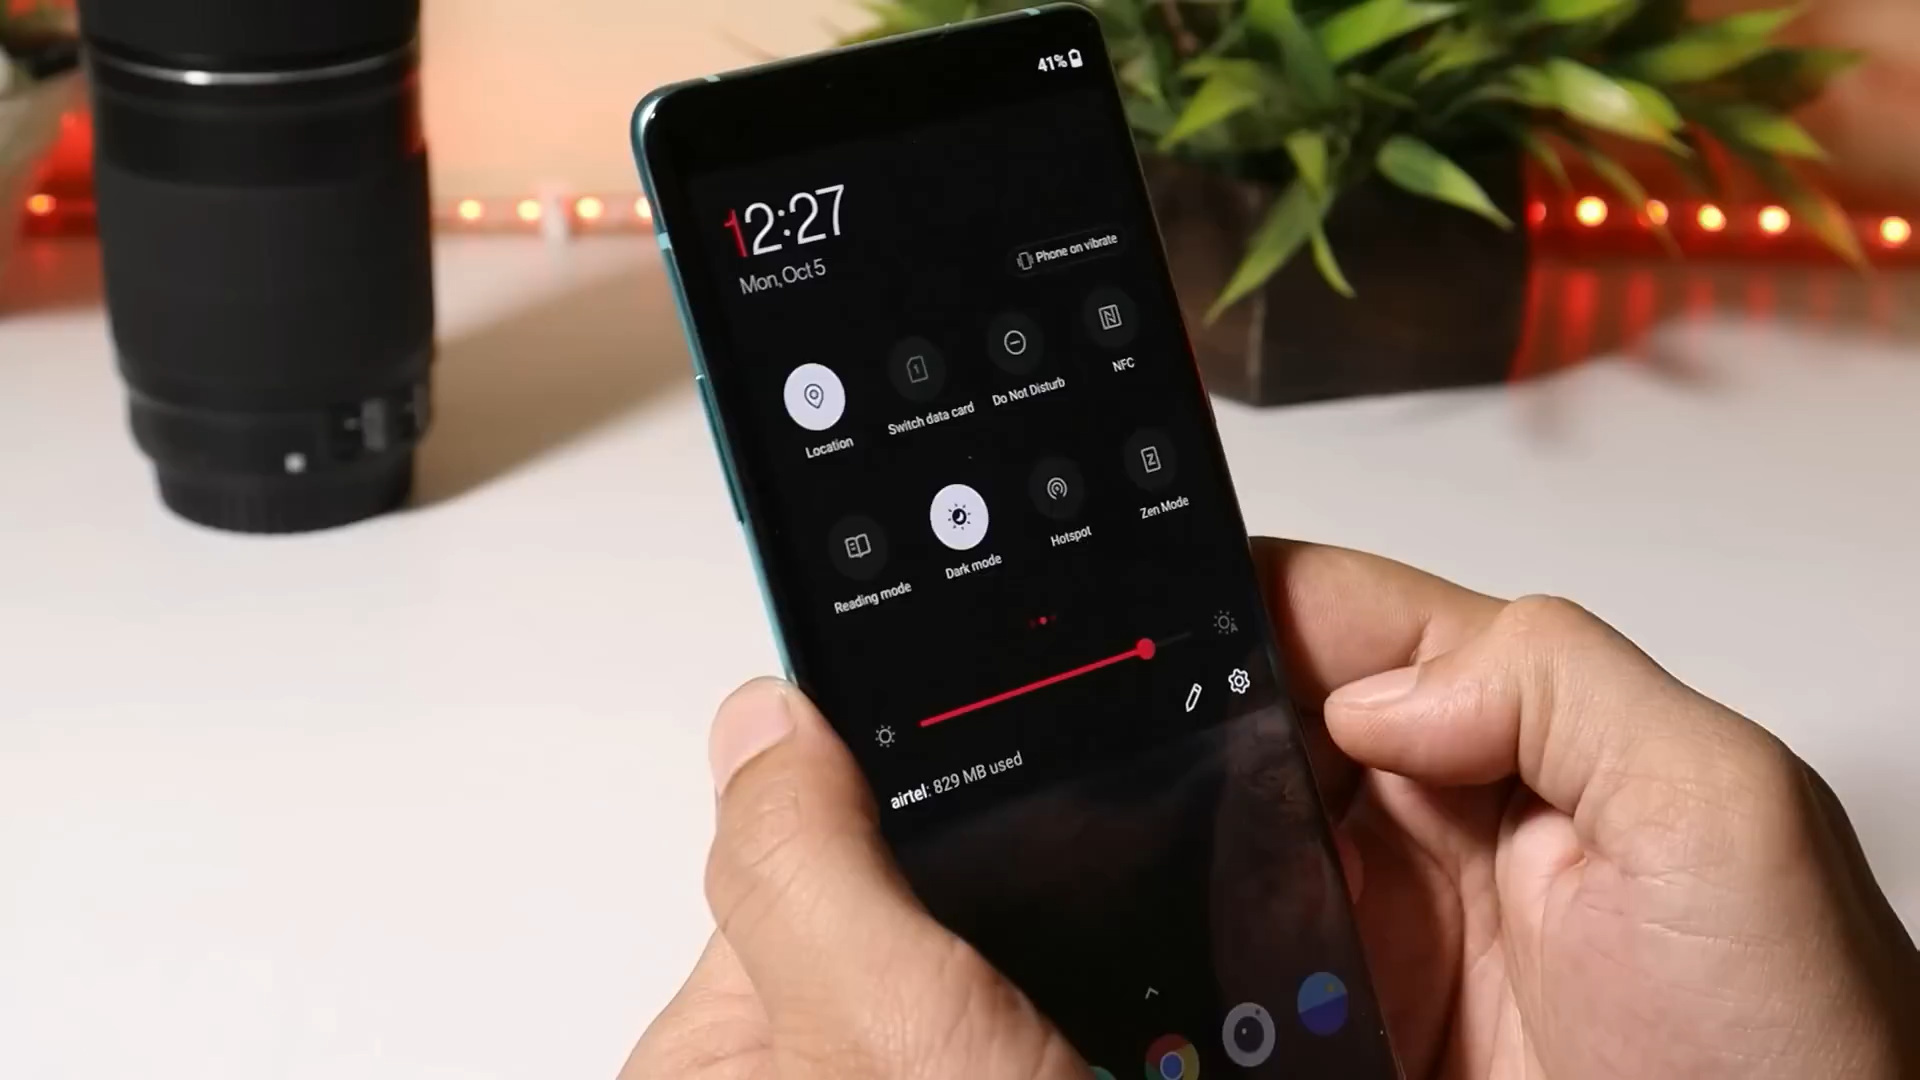 41%
12:27
Mon, Oct 5
Phone on vibrate
Location
Switch data card
Do Not Disturb
NFC
Reading mode
Dark mode
Hotspot
Zen Mode
airtel: 829 MB used